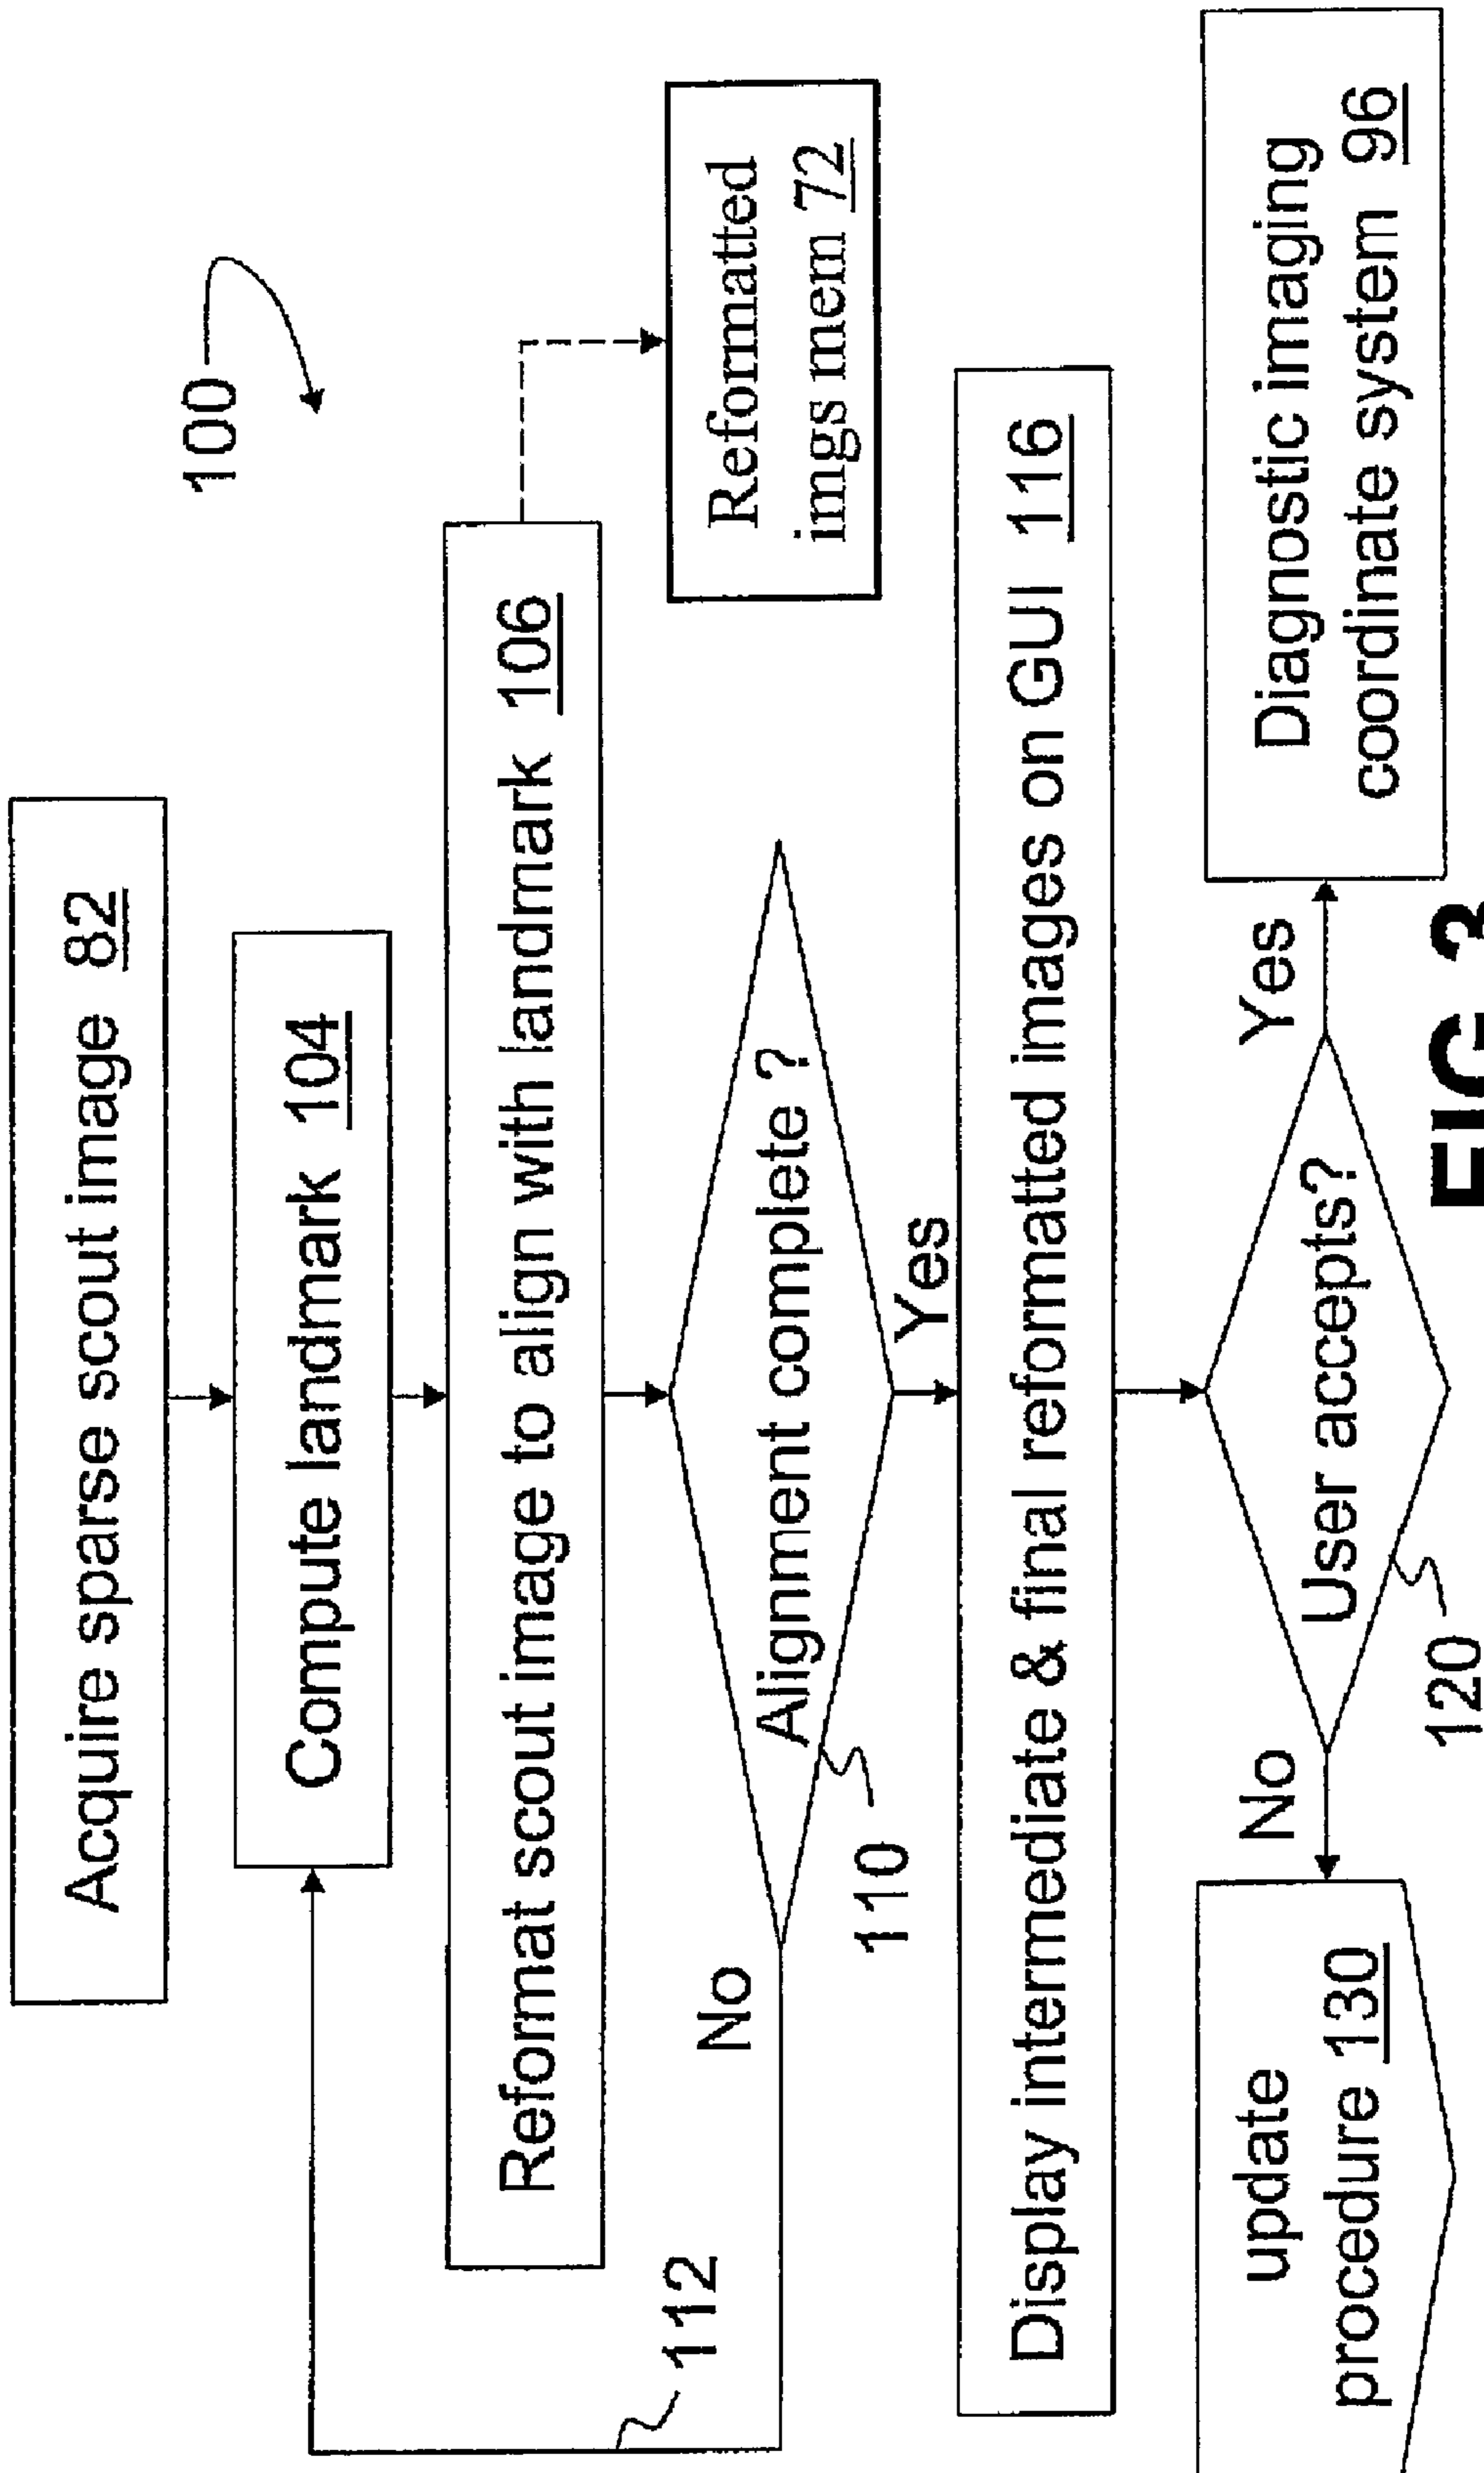 100
Acquire sparse scout image 82
Compute landmark 104
Reformat scout image to align with landmark 106
Reformatted
imgs mem 72
112
No
Alignment complete ?
110
Yes
Display intermediate & final reformatted images on GUI 116
No
User accepts?
Yes
120
update
procedure 130
Diagnostic imaging
coordinate system 96
FIG 3